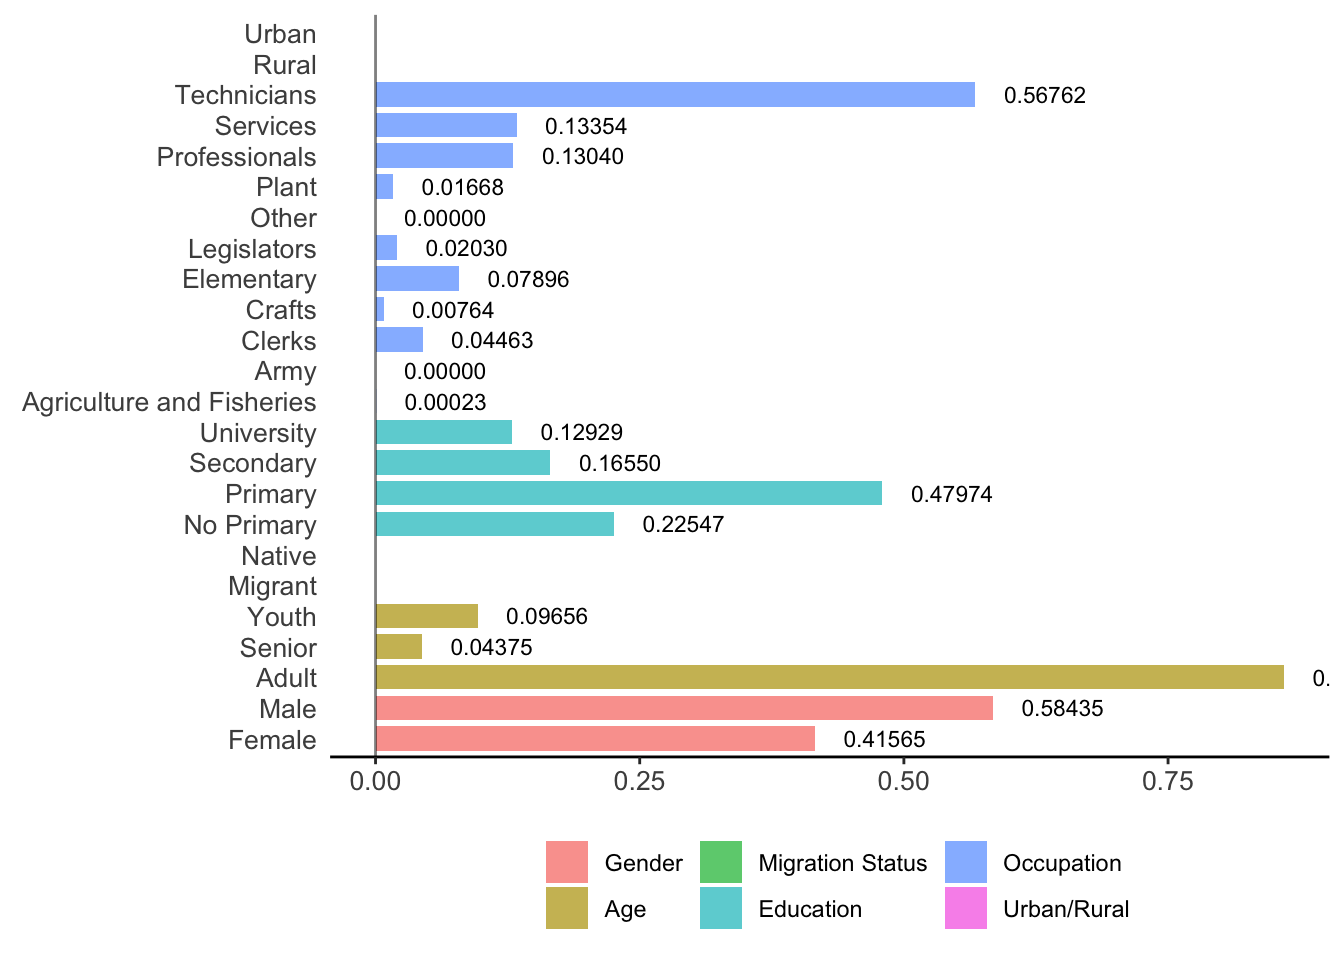 Urban
Rural
Technicians 0.56762
Services 0.13354
Professionals 0.13040
Plant 0.01668
Other 0.00000
Legislators 0.02030
Elementary 0.07896
Crafts 0.00764
Clerks 0.04463
Army 0.00000
Agriculture and Fisheries 0.00023
University 0.12929
Secondary 0.16550
Primary 0.47974
No Primary 0.22547
Native
Migrant
Youth 0.09656
Senior 0.04375
Adult 0.
Male 0.58435
Female 0.41565
0.00 0.25 0.50 0.75
Gender Migration Status Occupation
Age Education Urban/Rural